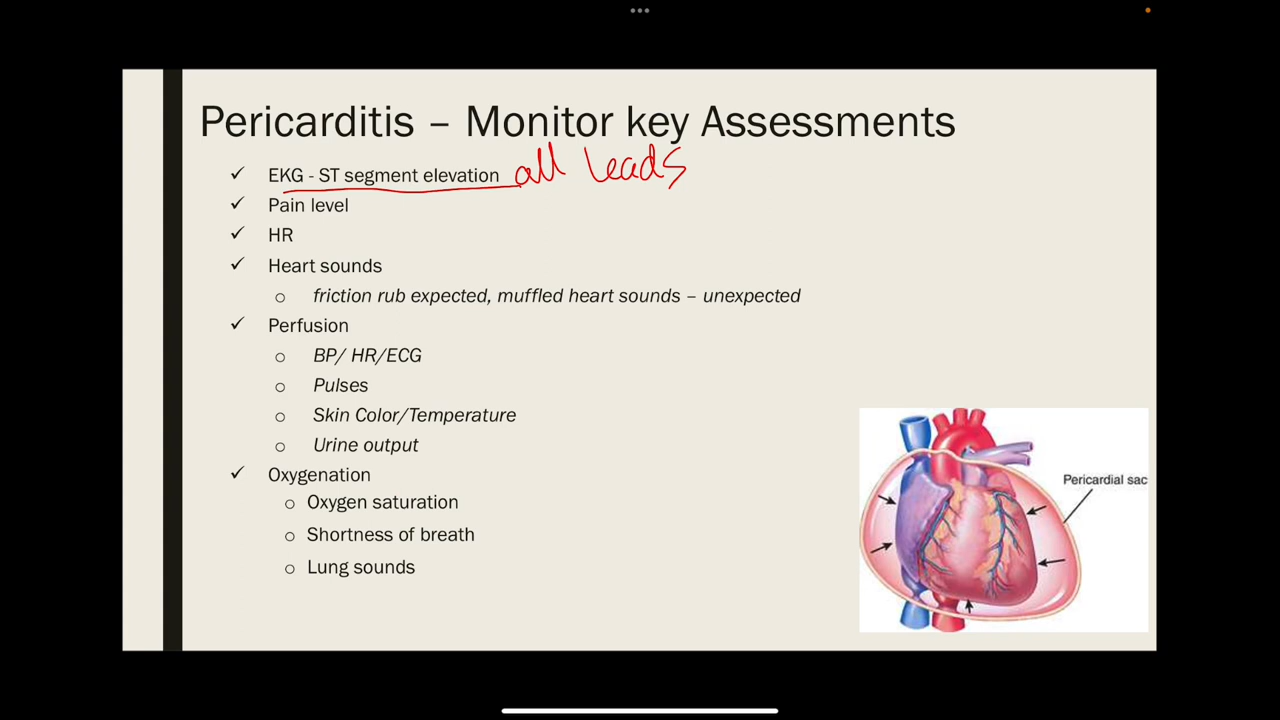 Pericarditis – Monitor key Assessments
✓ EKG - ST segment elevation all leads
✓ Pain level
✓ HR
✓ Heart sounds
o friction rub expected, muffled heart sounds – unexpected
✓ Perfusion
o BP/ HR/ECG
o Pulses
o Skin Color/Temperature
o Urine output
✓ Oxygenation
o Oxygen saturation
o Shortness of breath
o Lung sounds
Pericardial sac